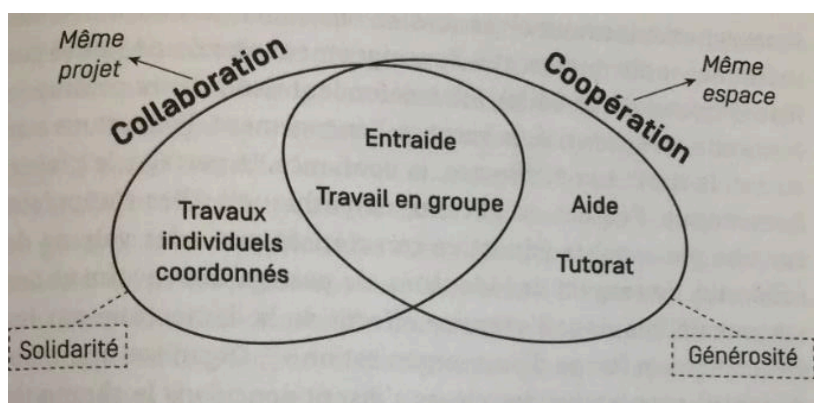 Même
projet
Collaboration
Coopération
Même
espace
Entraide
Travail en groupe
Travaux
individuels
coordonnés
Aide
Tutorat
Solidarité
Générosité